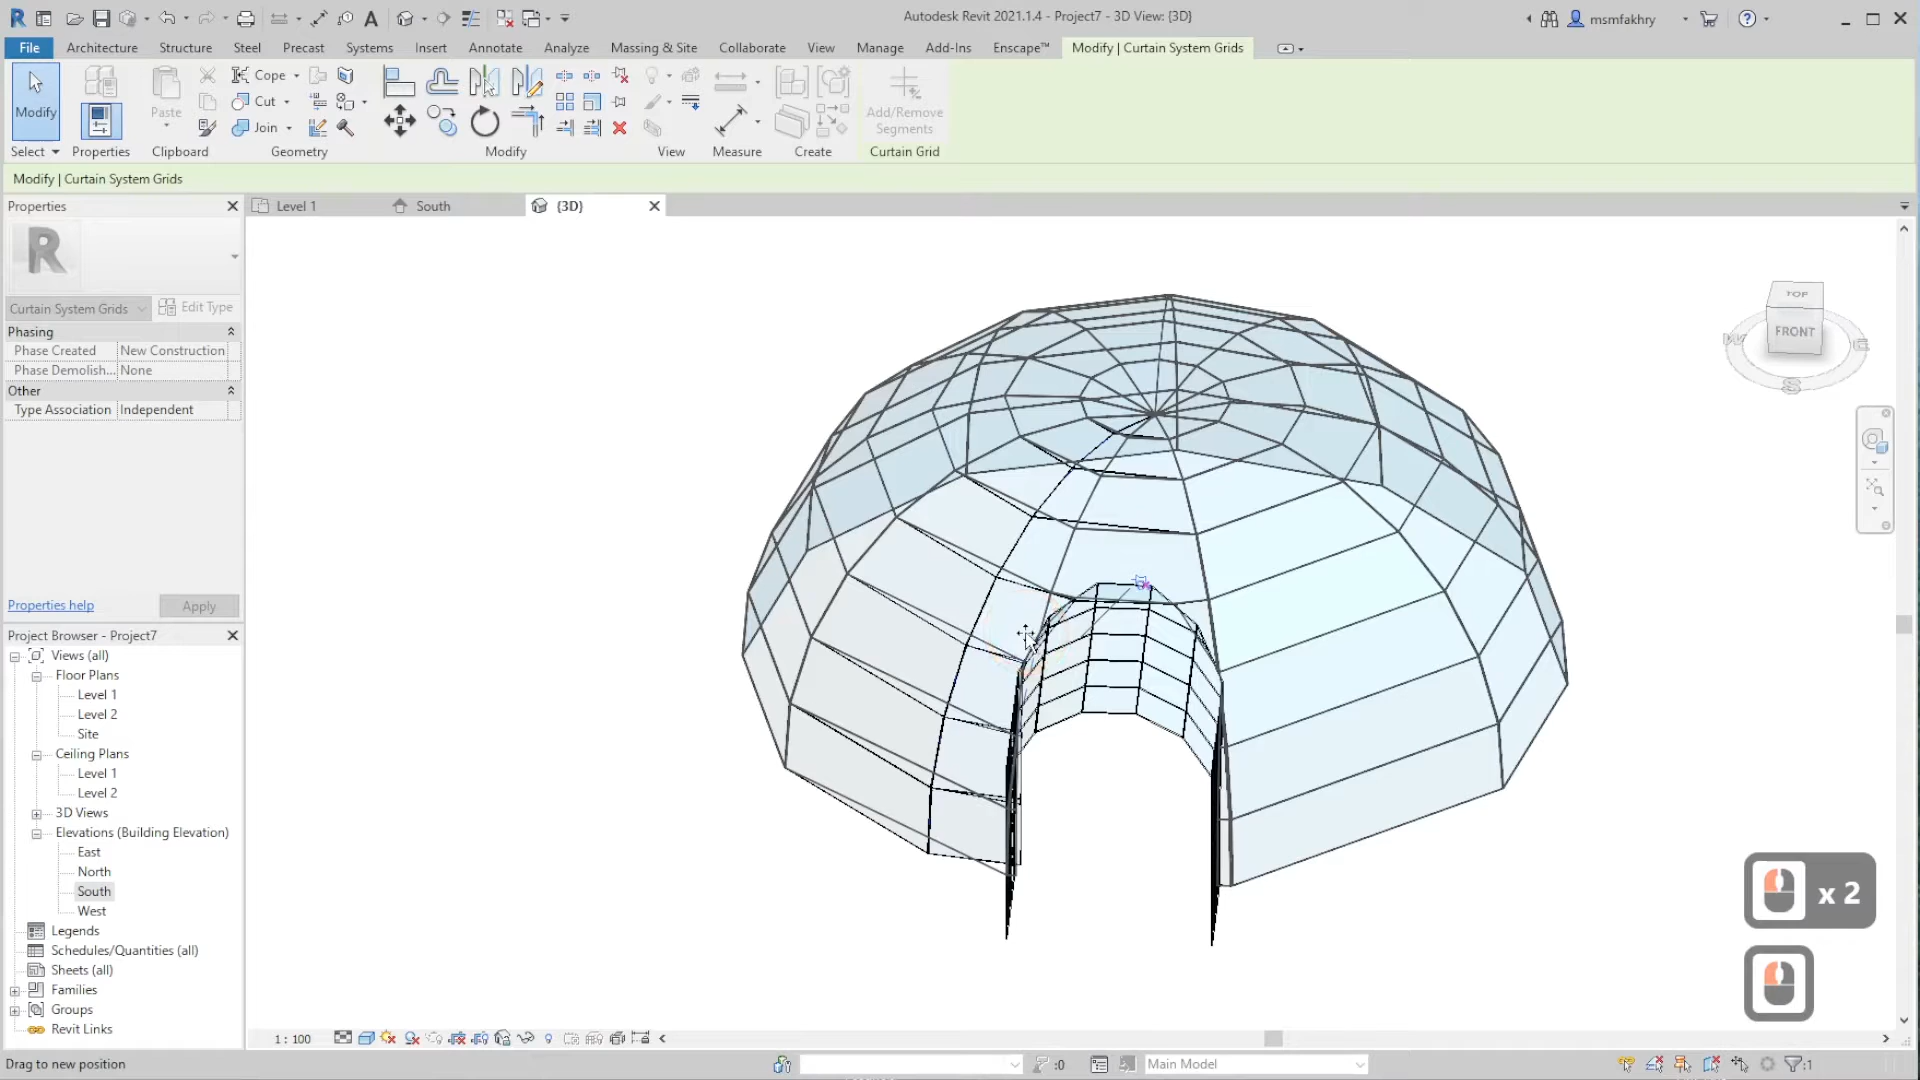 Autodesk Revit 2021.1.4 - Project7 - 3D View: {3D}
msmfakhry
File Architecture Structure Steel Precast Systems Insert Annotate Analyze Massing & Site Collaborate View Manage Add-Ins Enscape™ Modify | Curtain System Grids
Modify
Paste
Cope
Cut
Join
Add/Remove
Segments
Select Properties Clipboard Geometry Modify View Measure Create Curtain Grid
Modify | Curtain System Grids
Properties
Level 1
South
{3D}
R
Curtain System Grids
Edit Type
Phasing
Phase Created New Construction
Phase Demolish... None
Other
Type Association Independent
Properties help
Apply
Project Browser - Project7
Views (all)
Floor Plans
Level 1
Level 2
Site
Ceiling Plans
Level 1
Level 2
3D Views
Elevations (Building Elevation)
East
North
South
West
Legends
Schedules/Quantities (all)
Sheets (all)
Families
Groups
Revit Links
TOP
FRONT
W
E
S
x 2
1 : 100
Drag to new position
:0
Main Model
:1